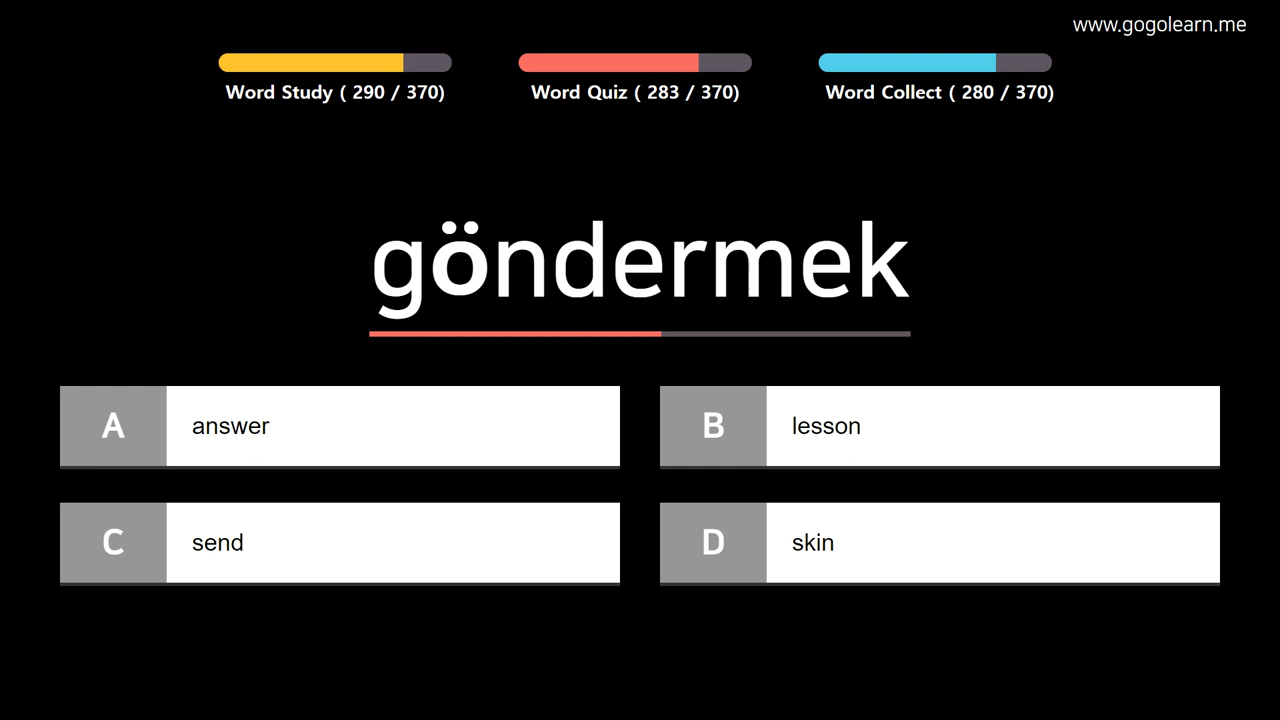 www.gogolearn.me
Word Study ( 290 / 370)
Word Quiz ( 283 / 370)
Word Collect ( 280 / 370)
göndermek
A answer
B lesson
C send
D skin